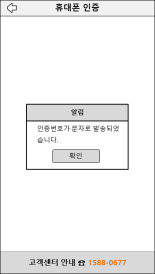 휴대폰 인증
알림
인증번호가 문자로 발송되었
습니다.
확인
고객센터 안내 ☎ 1588-0677